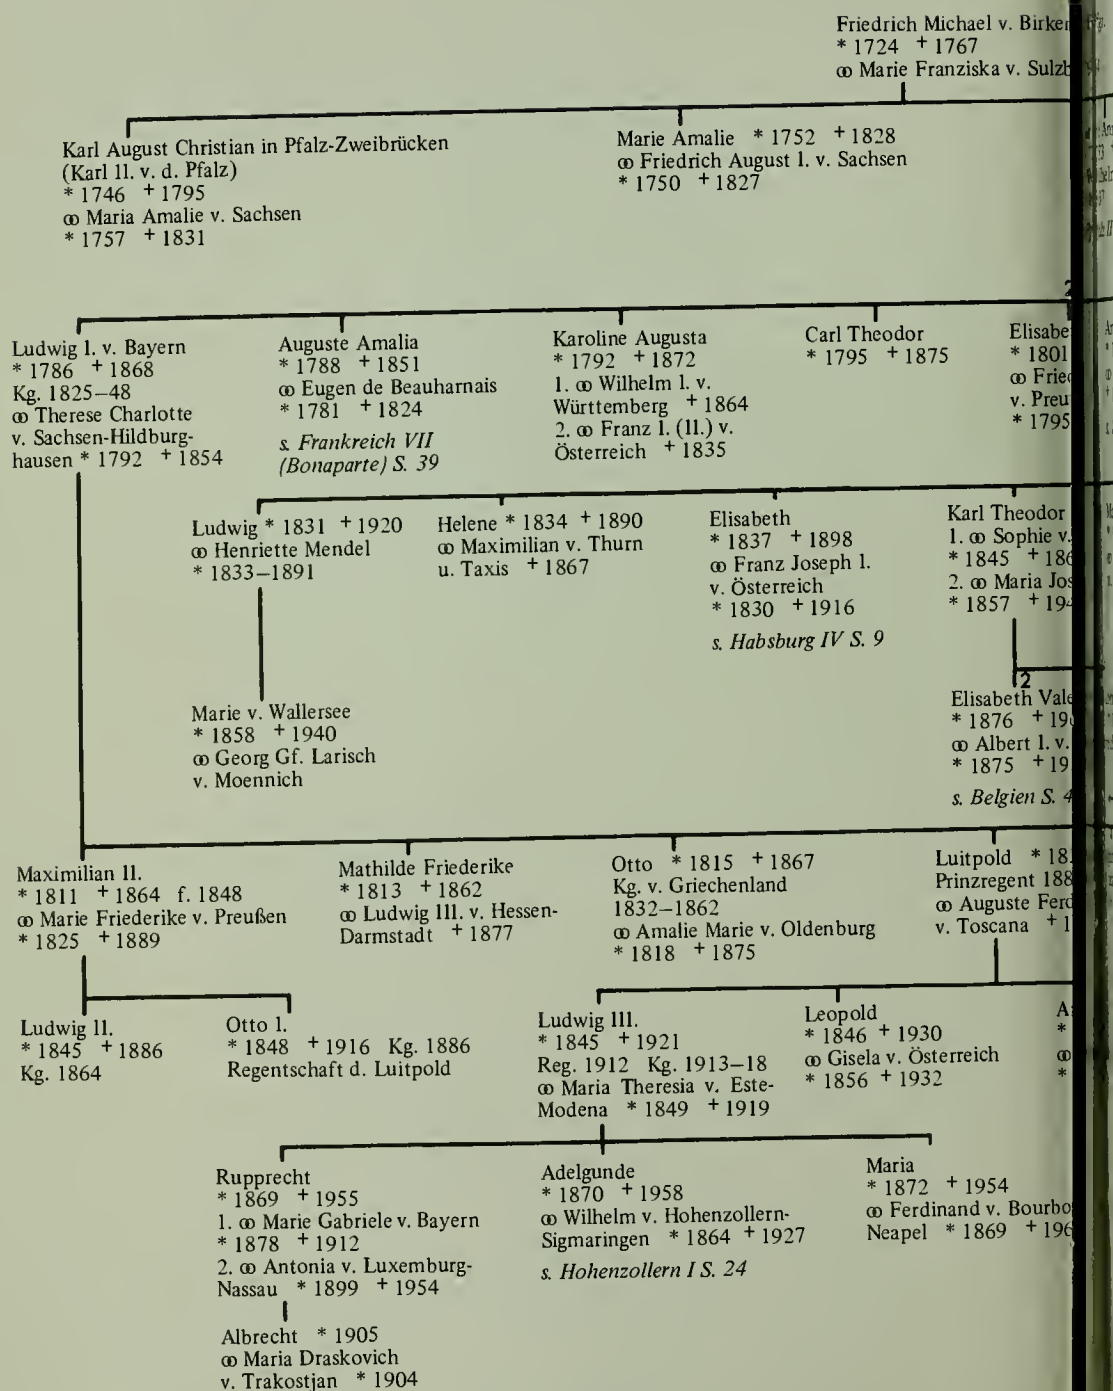 Friedrich Michael v. Birken
* 1724 + 1767
⚭ Marie Franziska v. Sulzb
Karl August Christian in Pfalz-Zweibrücken
(Karl II. v. d. Pfalz)
* 1746 + 1795
⚭ Maria Amalie v. Sachsen
* 1757 + 1831
Marie Amalie * 1752 + 1828
⚭ Friedrich August I. v. Sachsen
* 1750 + 1827
2
Ludwig I. v. Bayern
* 1786 + 1868
Kg. 1825–48
⚭ Therese Charlotte
v. Sachsen-Hildburg-
hausen * 1792 + 1854
Auguste Amalia
* 1788 + 1851
⚭ Eugen de Beauharnais
* 1781 + 1824
s. Frankreich VII
(Bonaparte) S. 39
Karoline Augusta
* 1792 + 1872
1. ⚭ Wilhelm I. v.
Württemberg + 1864
2. ⚭ Franz I. (II.) v.
Österreich + 1835
Carl Theodor
* 1795 + 1875
Elisabe
* 1801
⚭ Fried
v. Preu
* 1795
Ludwig * 1831 + 1920
⚭ Henriette Mendel
* 1833–1891
Helene * 1834 + 1890
⚭ Maximilian v. Thurn
u. Taxis + 1867
Elisabeth
* 1837 + 1898
⚭ Franz Joseph I.
v. Österreich
* 1830 + 1916
s. Habsburg IV S. 9
Karl Theodor
1. ⚭ Sophie v.
* 1845 + 186
2. ⚭ Maria Jos
* 1857 + 194
Marie v. Wallersee
* 1858 + 1940
⚭ Georg Gf. Larisch
v. Moennich
2
Elisabeth Vale
* 1876 + 19
⚭ Albert I. v.
* 1875 + 19
s. Belgien S. 4
Maximilian II.
* 1811 + 1864 f. 1848
⚭ Marie Friederike v. Preußen
* 1825 + 1889
Mathilde Friederike
* 1813 + 1862
⚭ Ludwig III. v. Hessen-
Darmstadt + 1877
Otto * 1815 + 1867
Kg. v. Griechenland
1832–1862
⚭ Amalie Marie v. Oldenburg
* 1818 + 1875
Luitpold * 18
Prinzregent 188
⚭ Auguste Ferd
v. Toscana + 1
Ludwig II.
* 1845 + 1886
Kg. 1864
Otto I.
* 1848 + 1916 Kg. 1886
Regentschaft d. Luitpold
Ludwig III.
* 1845 + 1921
Reg. 1912 Kg. 1913–18
⚭ Maria Theresia v. Este-
Modena * 1849 + 1919
Leopold
* 1846 + 1930
⚭ Gisela v. Österreich
* 1856 + 1932
A
*
⚭
*
Rupprecht
* 1869 + 1955
1. ⚭ Marie Gabriele v. Bayern
* 1878 + 1912
2. ⚭ Antonia v. Luxemburg-
Nassau * 1899 + 1954
Adelgunde
* 1870 + 1958
⚭ Wilhelm v. Hohenzollern-
Sigmaringen * 1864 + 1927
s. Hohenzollern I S. 24
Maria
* 1872 + 1954
⚭ Ferdinand v. Bourbo
Neapel * 1869 + 196
Albrecht * 1905
⚭ Maria Draskovich
v. Trakostjan * 1904